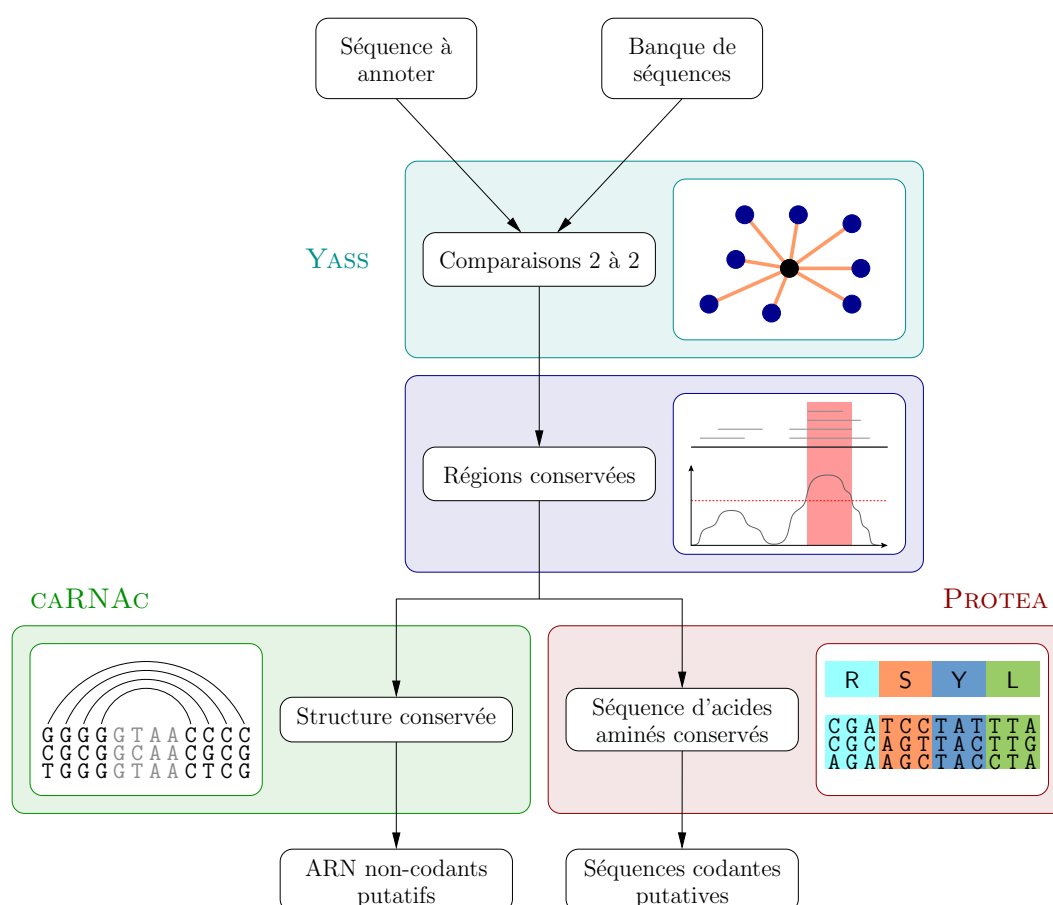 Séquence à
annoter
Banque de
séquences
YASS
Comparaisons 2 à 2
Régions conservées
CARNAC
PROTEA
Structure conservée
GGGGGTAACCCC
CGCGGCAACGCG
TGGGGTAACTCG
Séquence d'acides
aminés conservés
R S Y L
CGATCCTATTTA
CGCAGTTACTTG
AGAAGCTACCTA
ARN non-codants
putatifs
Séquences codantes
putatives